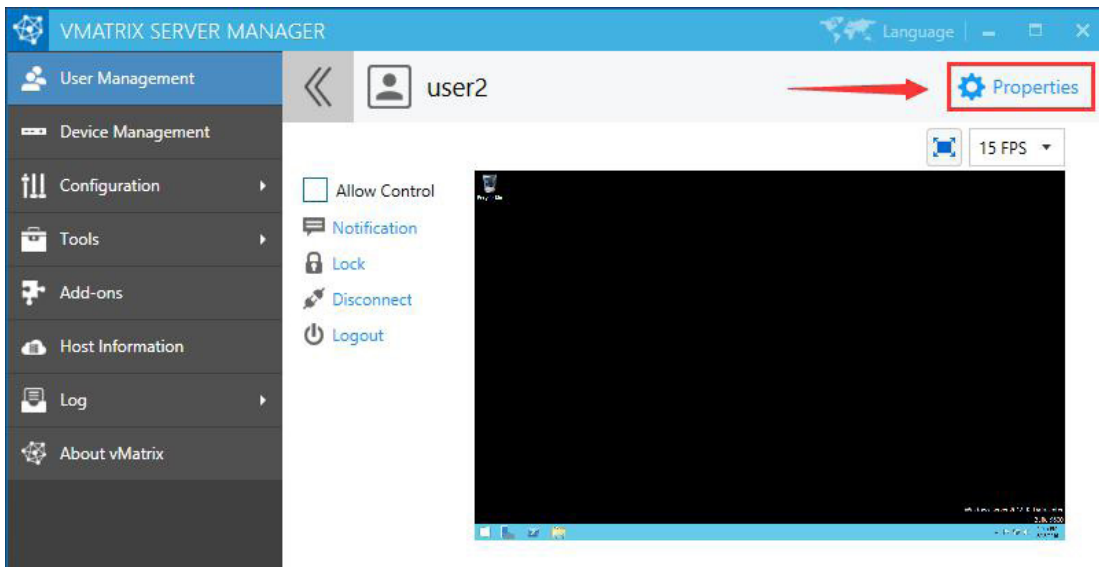 VMATRIX SERVER MANAGER
Language
User Management
user2
Properties
Device Management
15 FPS
Configuration
Allow Control
Notification
Tools
Lock
Add-ons
Disconnect
Host Information
Logout
Log
About vMatrix